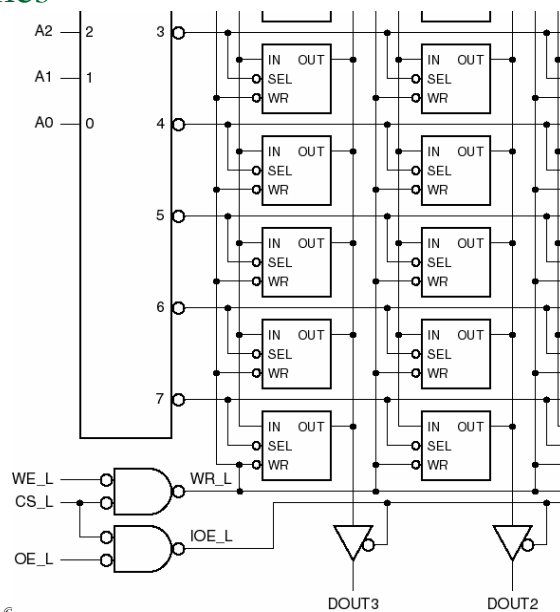 A2 2 3
IN OUT IN OUT
A1 1 SEL SEL
WR WR
A0 0 4
IN OUT IN OUT
SEL SEL
WR WR
5
IN OUT IN OUT
SEL SEL
WR WR
6
IN OUT IN OUT
SEL SEL
WR WR
7
IN OUT IN OUT
SEL SEL
WR WR
WE_L WR_L
CS_L
IOE_L
OE_L
DOUT3 DOUT2
©